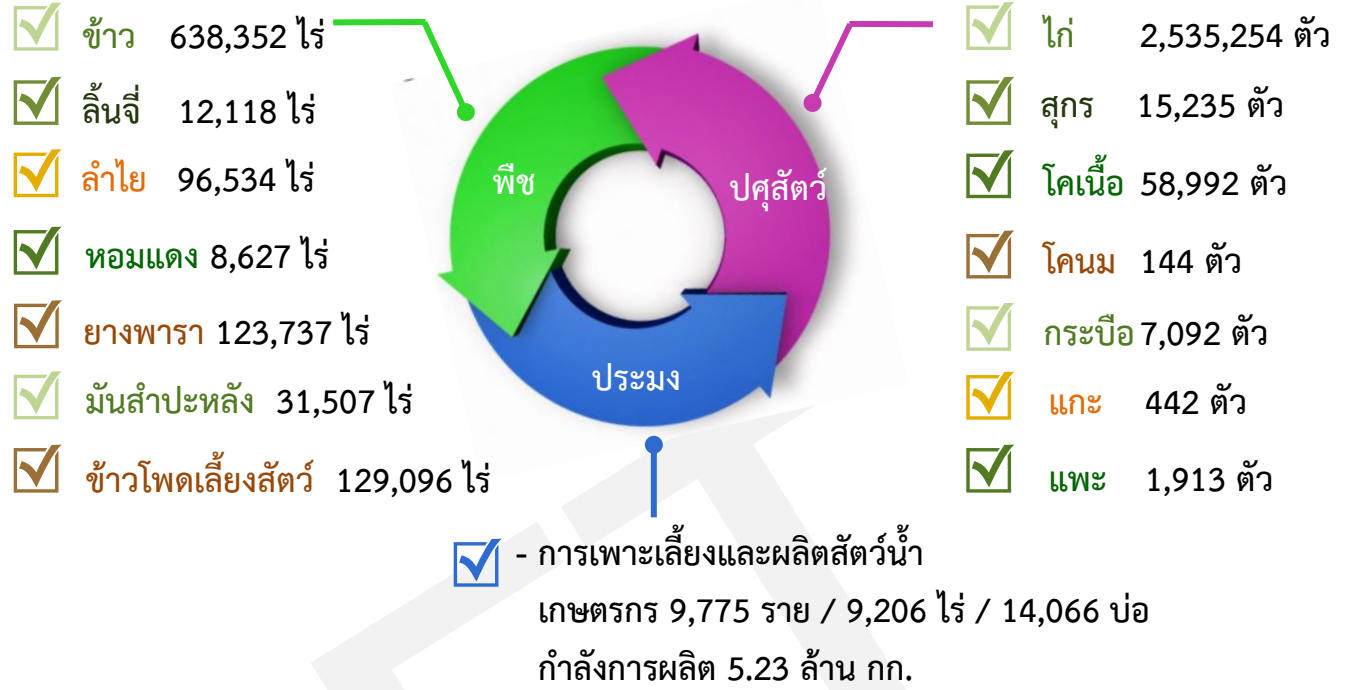 ข้าว 638,352 ไร่
ลิ้นจี่ 12,118 ไร่
ลำไย 96,534 ไร่
หอมแดง 8,627 ไร่
ยางพารา 123,737 ไร่
มันสำปะหลัง 31,507 ไร่
ข้าวโพดเลี้ยงสัตว์ 129,096 ไร่
พืช
ปศุสัตว์
ประมง
ไก่ 2,535,254 ตัว
สุกร 15,235 ตัว
โคเนื้อ 58,992 ตัว
โคนม 144 ตัว
กระบือ 7,092 ตัว
แกะ 442 ตัว
แพะ 1,913 ตัว
- การเพาะเลี้ยงและผลิตสัตว์น้ำ
เกษตรกร 9,775 ราย / 9,206 ไร่ / 14,066 บ่อ
กำลังการผลิต 5.23 ล้าน กก.